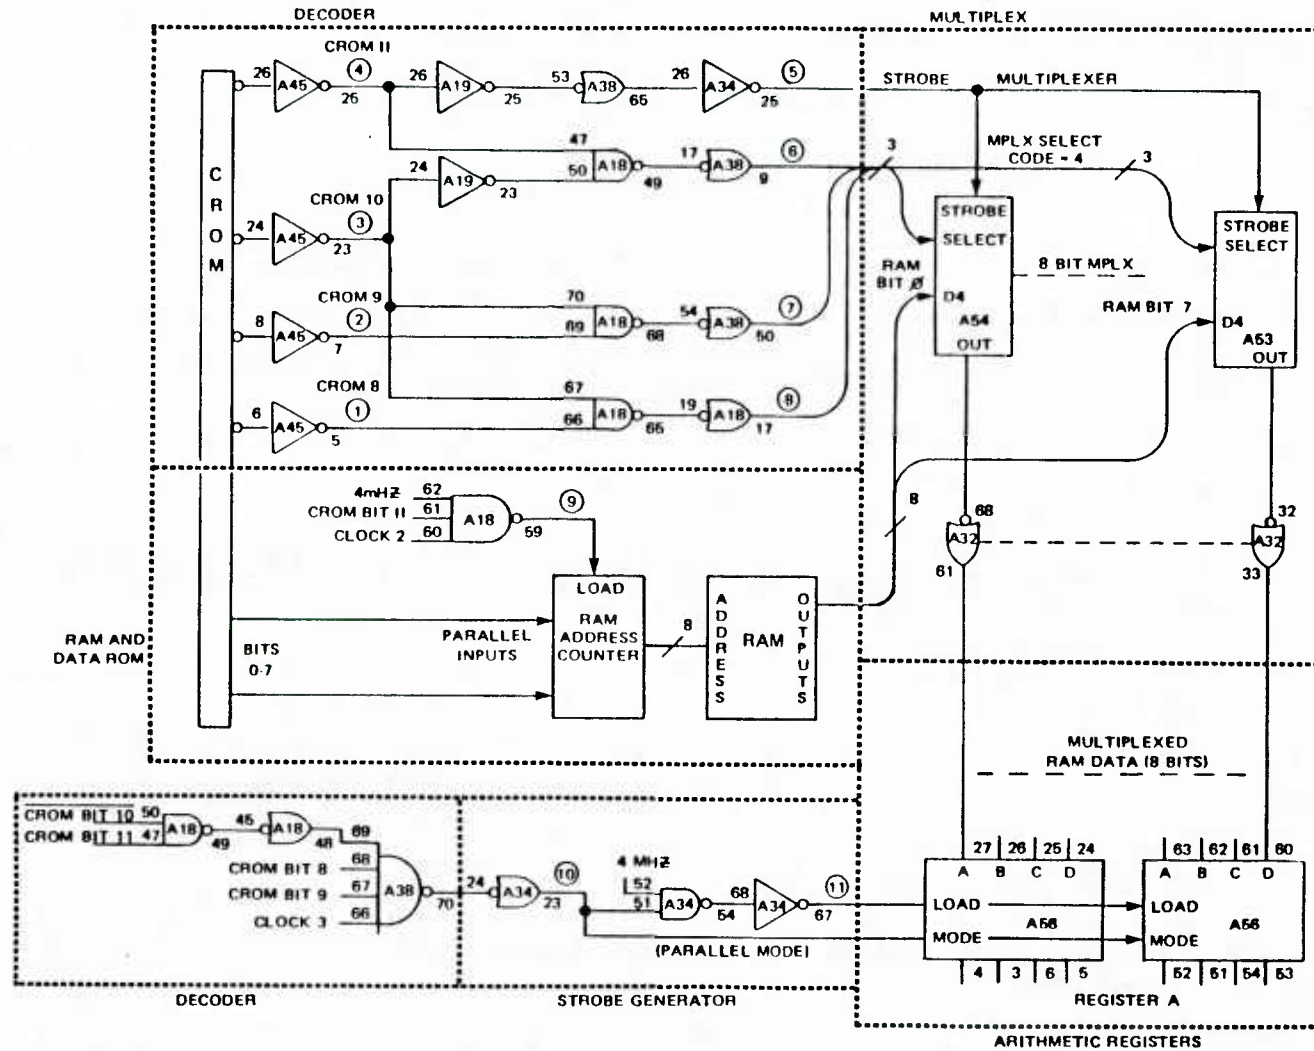 DECODER
MULTIPLEX
CROM 11
26 A45 26 4 26 A19 25 53 A38 65 26 A34 25 5
STROBE MULTIPLEXER
47
50 A18 49 17 A38 9 6
3
MPLX SELECT
CODE = 4
3
24 A19 23
CROM
CROM 10
24 A45 23 3
STROBE
SELECT
D4
A54
OUT
RAM
BIT Ø
8 BIT MPLX
STROBE
SELECT
D4
A53
OUT
RAM BIT 7
CROM 9
8 A45 7 2
70
69 A18 68 54 A38 50 7
CROM 8
6 A45 5 1
67
66 A18 65 19 A18 17 8
4mHZ 62
CROM BIT 11 61
CLOCK 2 60
A18 59 9
8
68 A32 61
32 A32 33
LOAD
RAM
ADDRESS
COUNTER
8
ADDRESS
RAM
OUTPUTS
RAM AND
DATA ROM
BITS
0-7
PARALLEL
INPUTS
MULTIPLEXED
RAM DATA (8 BITS)
CROM BIT 10 50
CROM BIT 11 47
A18 49 45 A18 48 69
CROM BIT 8 68
CROM BIT 9 67
CLOCK 3 66
A38 70 24 A34 23 10
4 MHZ
52
51 A34 54 68 A34 67 11
(PARALLEL MODE)
27 26 25 24
A B C D
LOAD
MODE
A56
4 3 6 5
63 62 61 60
A B C D
LOAD
MODE
A56
52 51 54 53
DECODER
STROBE GENERATOR
REGISTER A
ARITHMETIC REGISTERS